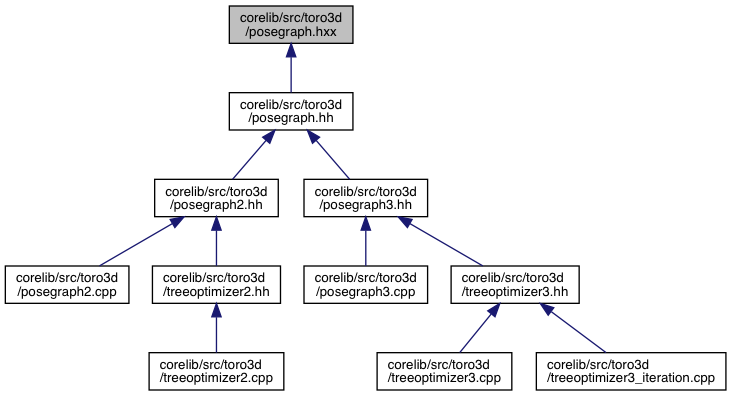 corelib/src/toro3d
/posegraph.hxx
corelib/src/toro3d
/posegraph.hh
corelib/src/toro3d
/posegraph2.hh
corelib/src/toro3d
/posegraph3.hh
corelib/src/toro3d
/posegraph2.cpp
corelib/src/toro3d
/treeoptimizer2.hh
corelib/src/toro3d
/posegraph3.cpp
corelib/src/toro3d
/treeoptimizer3.hh
corelib/src/toro3d
/treeoptimizer2.cpp
corelib/src/toro3d
/treeoptimizer3.cpp
corelib/src/toro3d
/treeoptimizer3_iteration.cpp